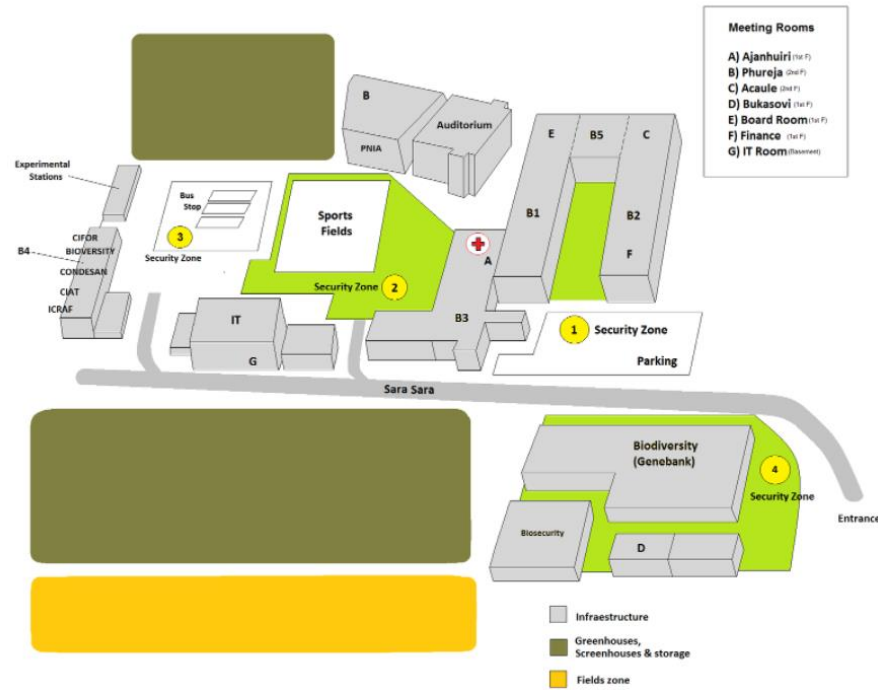 Meeting Rooms
A) Ajanhuiri (1st F)
B) Phureja (2nd F)
C) Acaule (2nd F)
D) Bukasovi (1st F)
E) Board Room (1st F)
F) Finance (1st F)
G) IT Room (Basement)
B
PNIA
Auditorium
E
B5
C
B1
B2
F
Experimental
Stations
Bus
Stop
3
Security Zone
Sports
Fields
Security Zone
2
A
B3
B4
CIFOR
BIOVERSITY
CONDESAN
CIAT
ICRAF
IT
G
1
Security Zone
Parking
Sara Sara
Biodiversity
(Genebank)
4
Security Zone
Entrance
Biosecurity
D
Infraestructure
Greenhouses,
Screenhouses & storage
Fields zone